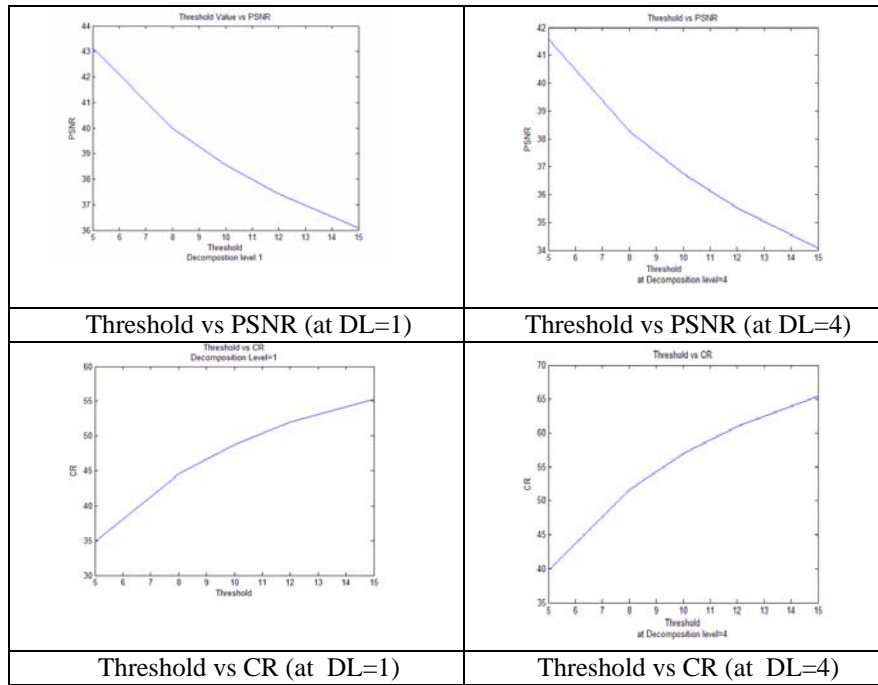 Threshold Value vs PSNR
44
43
42
41
40
39
38
37
36
PSNR
5 6 7 8 9 10 11 12 13 14 15
Threshold
Decompostion level 1
Threshold vs PSNR
42
41
40
39
38
37
36
35
34
PSNR
5 6 7 8 9 10 11 12 13 14 15
Threshold
at Decomposition level=4
Threshold vs PSNR (at DL=1)
Threshold vs PSNR (at DL=4)
Threshold vs CR
Decomposition Level=1
60
55
50
45
40
35
30
CR
5 6 7 8 9 10 11 12 13 14 15
Threshold
Threshold vs CR
70
65
60
55
50
45
40
35
CR
5 6 7 8 9 10 11 12 13 14 15
Threshold
at Decomposition level=4
Threshold vs CR (at DL=1)
Threshold vs CR (at DL=4)